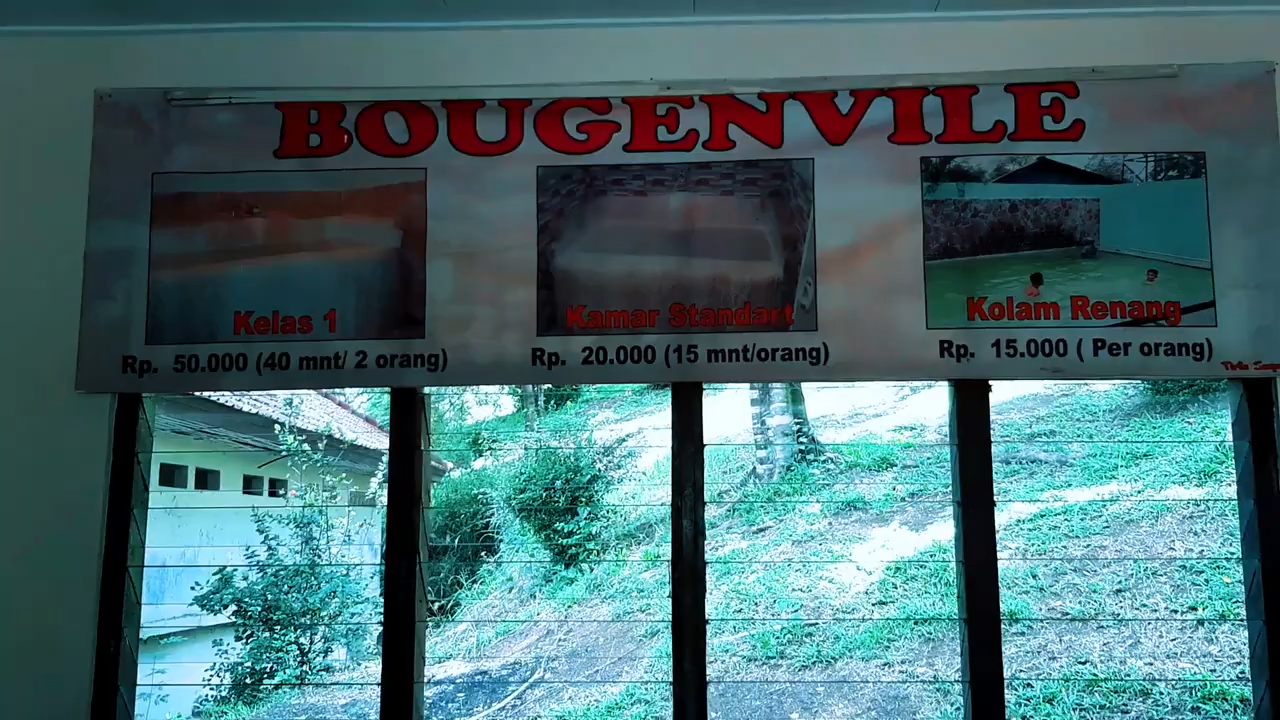 BOUGENVILE
Kelas 1
Kamar Standart
Kolam Renang
Rp. 50.000 (40 mnt/ 2 orang)
Rp. 20.000 (15 mnt/orang)
Rp. 15.000 ( Per orang)